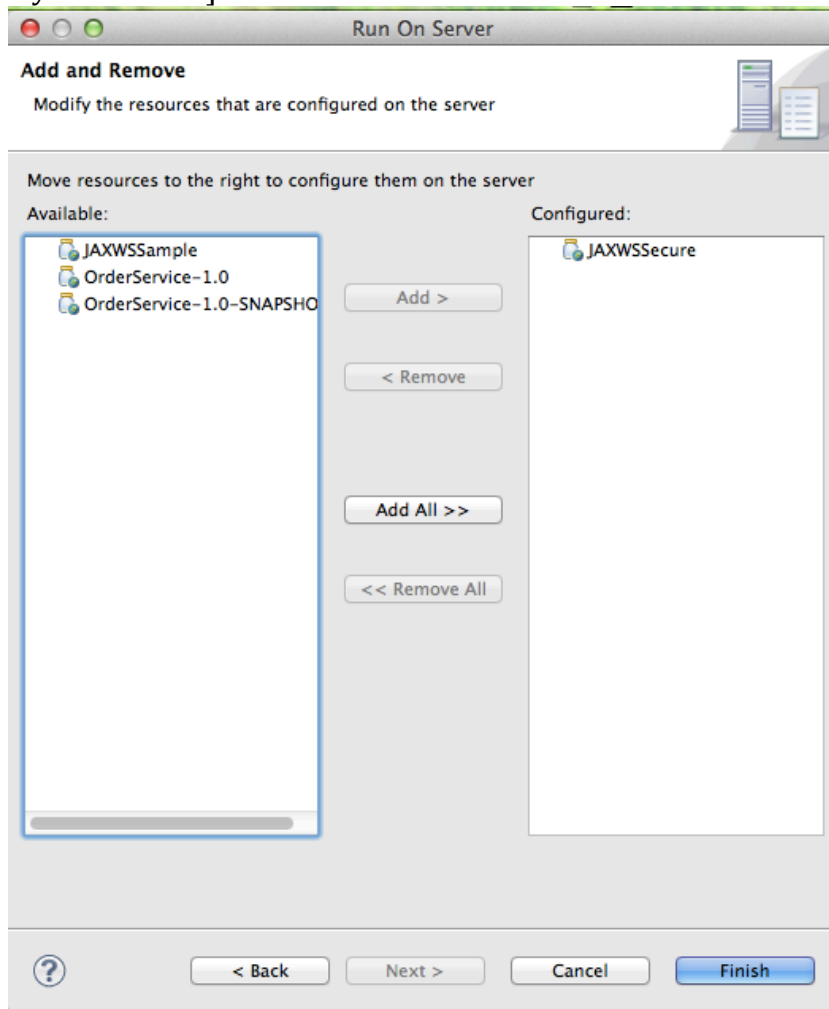 Run On Server
Add and Remove
Modify the resources that are configured on the server
Move resources to the right to configure them on the server
Available:
Configured:
JAXWSSample
OrderService-1.0
OrderService-1.0-SNAPSHO
JAXWSSecure
Add >
< Remove
Add All >>
<< Remove All
?
< Back
Next >
Cancel
Finish